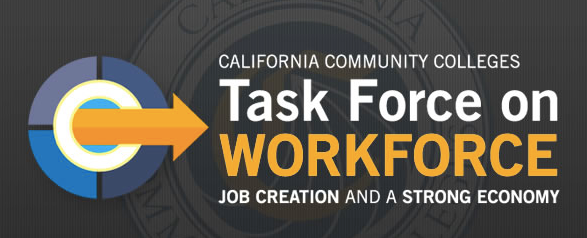 CALIFORNIA COMMUNITY COLLEGES
Task Force on
WORKFORCE
JOB CREATION AND A STRONG ECONOMY